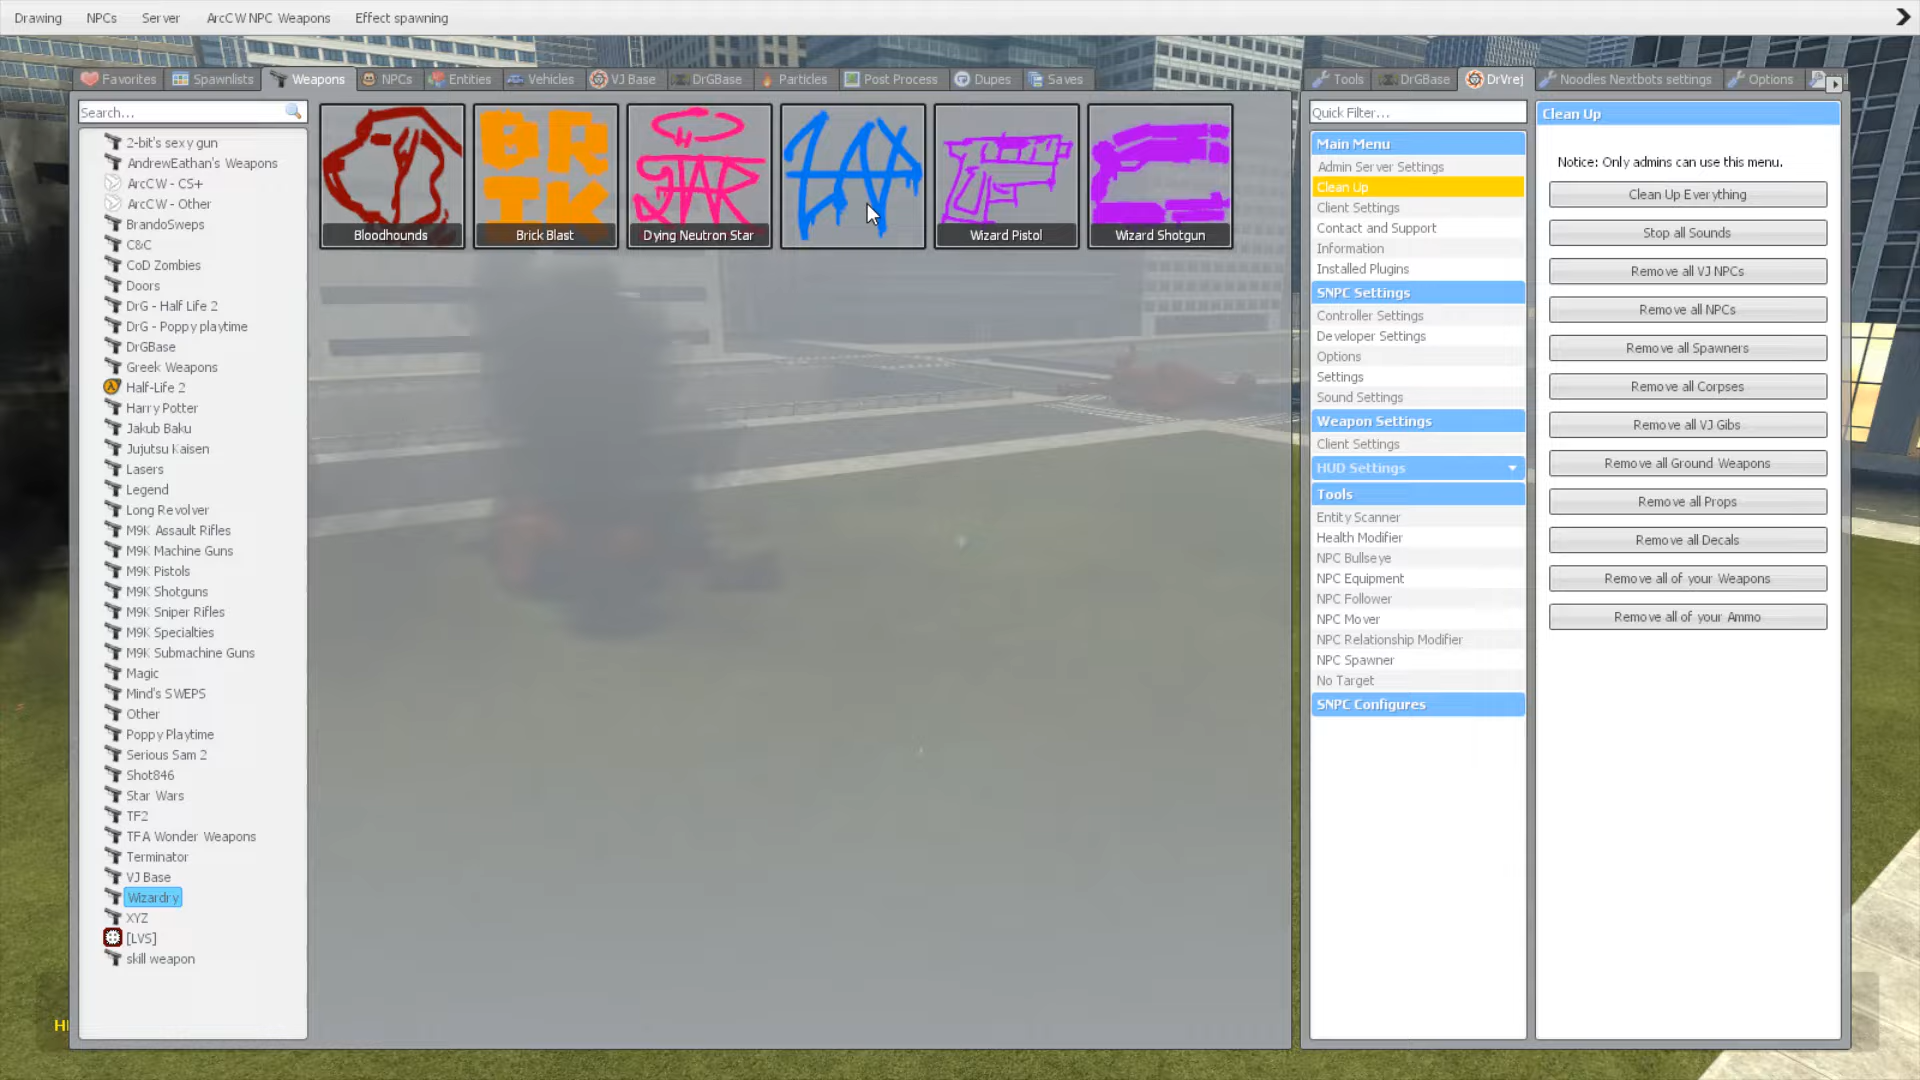 Drawing NPCs Server ArcCW NPC Weapons Effect spawning
Favorites Spawnlists Weapons NPCs Entities Vehicles VJ Base DrGBase Particles Post Process Dupes Saves
Search...
2-bit's sexy gun
AndrewEathan's Weapons
ArcCW - CS+
ArcCW - Other
BrandoSweps
C&C
CoD Zombies
Doors
DrG - Half Life 2
DrG - Poppy playtime
DrGBase
Greek Weapons
Half-Life 2
Harry Potter
Jakub Baku
Jujutsu Kaisen
Lasers
Legend
Long Revolver
M9K Assault Rifles
M9K Machine Guns
M9K Pistols
M9K Shotguns
M9K Sniper Rifles
M9K Specialties
M9K Submachine Guns
Magic
Mind's SWEPS
Other
Poppy Playtime
Serious Sam 2
Shot846
Star Wars
TF2
TFA Wonder Weapons
Terminator
VJ Base
Wizardry
XYZ
[LVS]
skill weapon
BR
IK
STAR
Bloodhounds
Brick Blast
Dying Neutron Star
Wizard Pistol
Wizard Shotgun
Tools DrGBase DrVrej Noodles Nextbots settings Options
Quick Filter...
Main Menu
Admin Server Settings
Clean Up
Client Settings
Contact and Support
Information
Installed Plugins
SNPC Settings
Controller Settings
Developer Settings
Options
Settings
Sound Settings
Weapon Settings
Client Settings
HUD Settings
Tools
Entity Scanner
Health Modifier
NPC Bullseye
NPC Equipment
NPC Follower
NPC Mover
NPC Relationship Modifier
NPC Spawner
No Target
SNPC Configures
Clean Up
Notice: Only admins can use this menu.
Clean Up Everything
Stop all Sounds
Remove all VJ NPCs
Remove all NPCs
Remove all Spawners
Remove all Corpses
Remove all VJ Gibs
Remove all Ground Weapons
Remove all Props
Remove all Decals
Remove all of your Weapons
Remove all of your Ammo